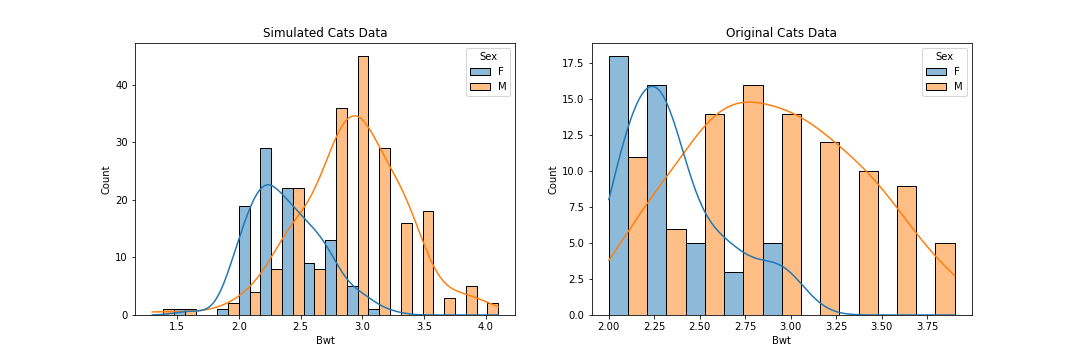 Simulated Cats Data
Sex
F
M
Count
40
30
20
10
0
1.5 2.0 2.5 3.0 3.5 4.0
Bwt
Original Cats Data
Sex
F
M
Count
17.5
15.0
12.5
10.0
7.5
5.0
2.5
0.0
2.00 2.25 2.50 2.75 3.00 3.25 3.50 3.75
Bwt